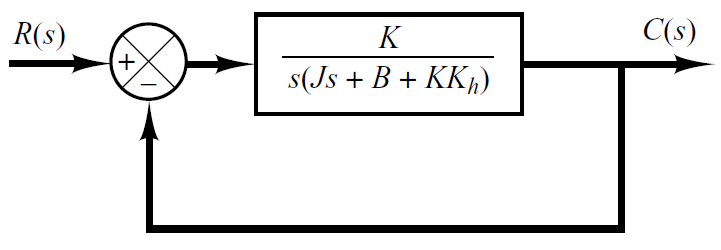 R(s)
+
−
K
s(Js + B + KK_h)
C(s)